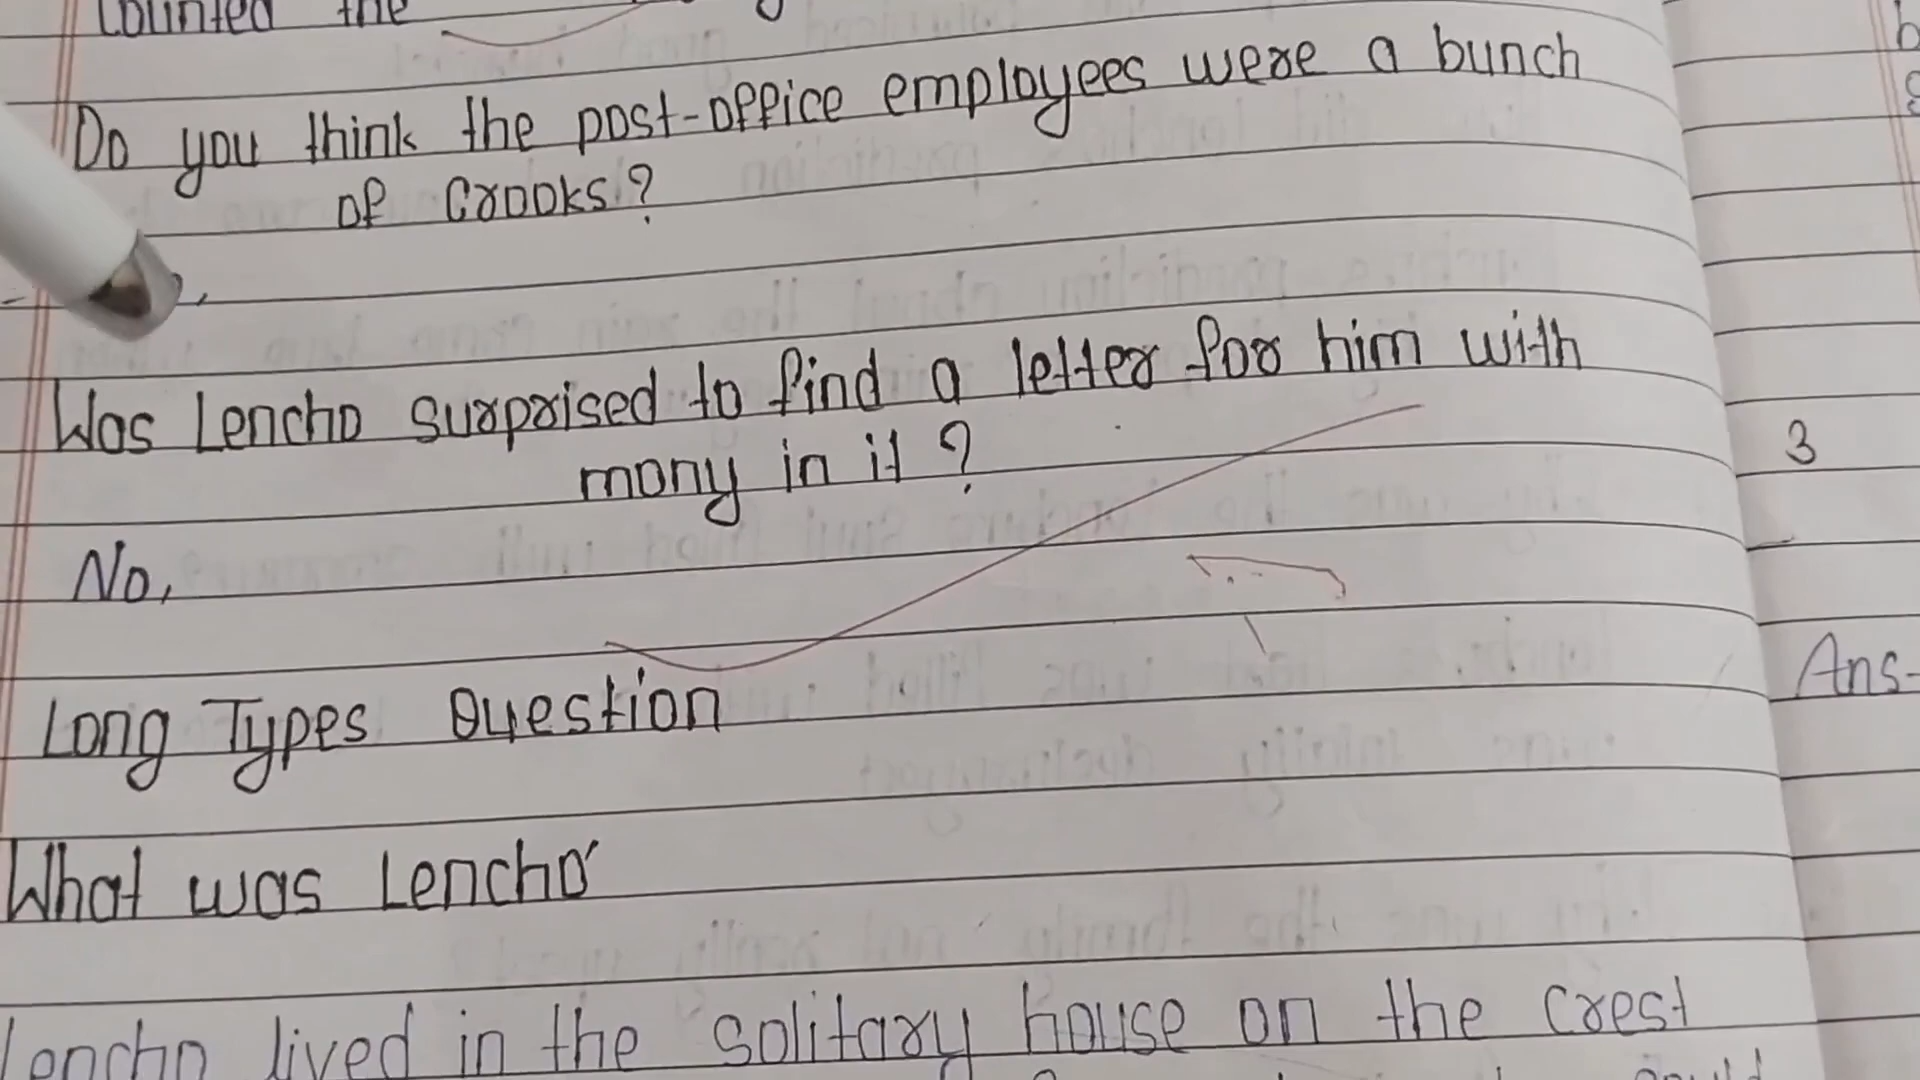 counted the
Do you think the post-office employees were a bunch
of crooks?
Was Lencho surprised to find a letter for him with
mony in it ?
No,
3
Long Types Question
Ans-
What was Lencho'
Lencho lived in the solitary house on the crest